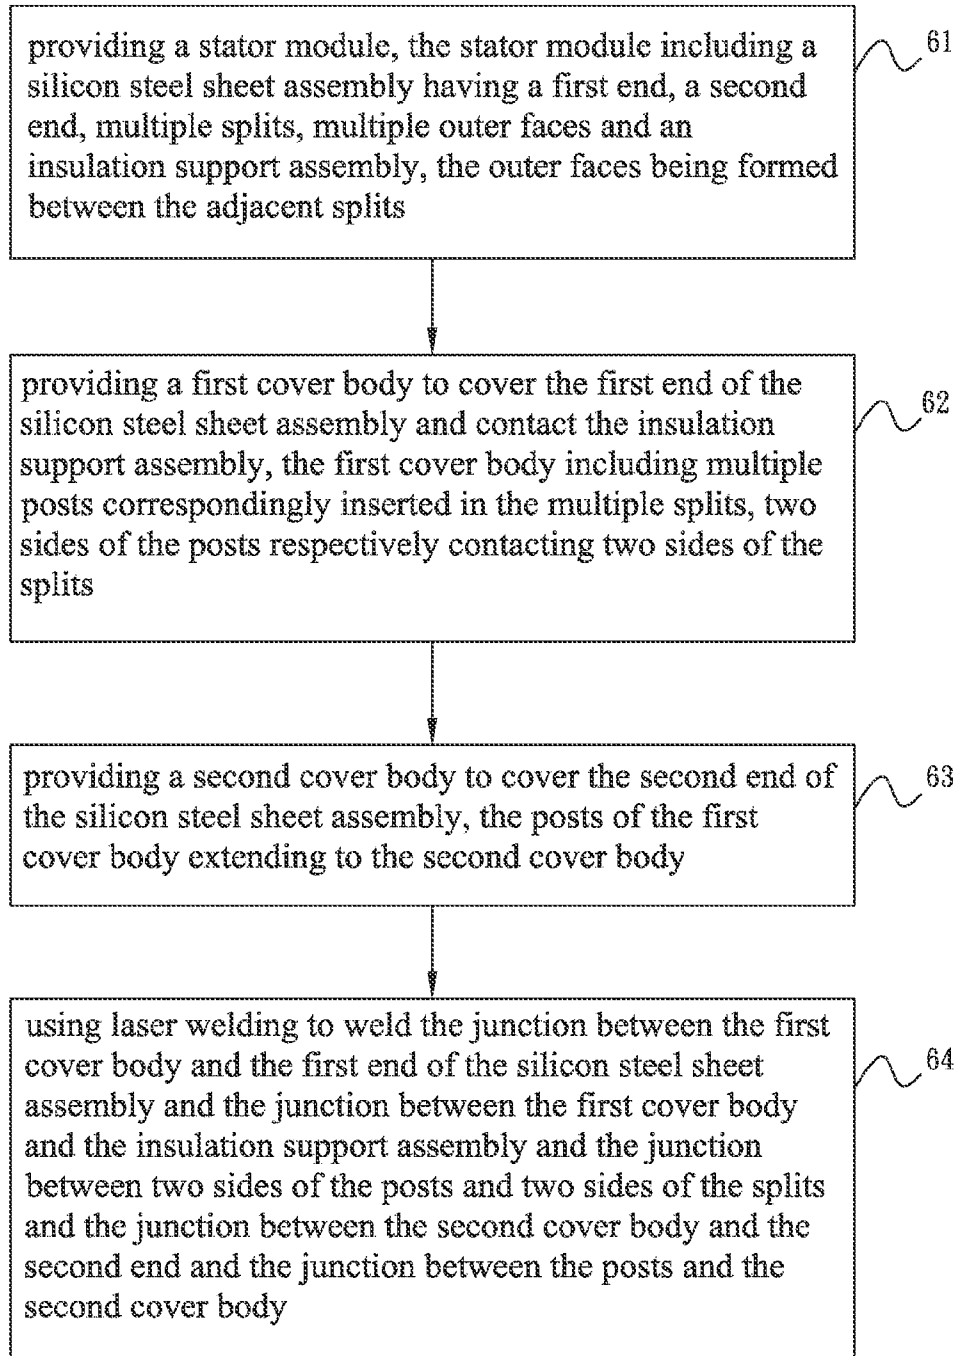 providing a stator module, the stator module including a
silicon steel sheet assembly having a first end, a second
end, multiple splits, multiple outer faces and an
insulation support assembly, the outer faces being formed
between the adjacent splits
61
providing a first cover body to cover the first end of the
silicon steel sheet assembly and contact the insulation
support assembly, the first cover body including multiple
posts correspondingly inserted in the multiple splits, two
sides of the posts respectively contacting two sides of the
splits
62
providing a second cover body to cover the second end of
the silicon steel sheet assembly, the posts of the first
cover body extending to the second cover body
63
using laser welding to weld the junction between the first
cover body and the first end of the silicon steel sheet
assembly and the junction between the first cover body
and the insulation support assembly and the junction
between two sides of the posts and two sides of the splits
and the junction between the second cover body and the
second end and the junction between the posts and the
second cover body
64